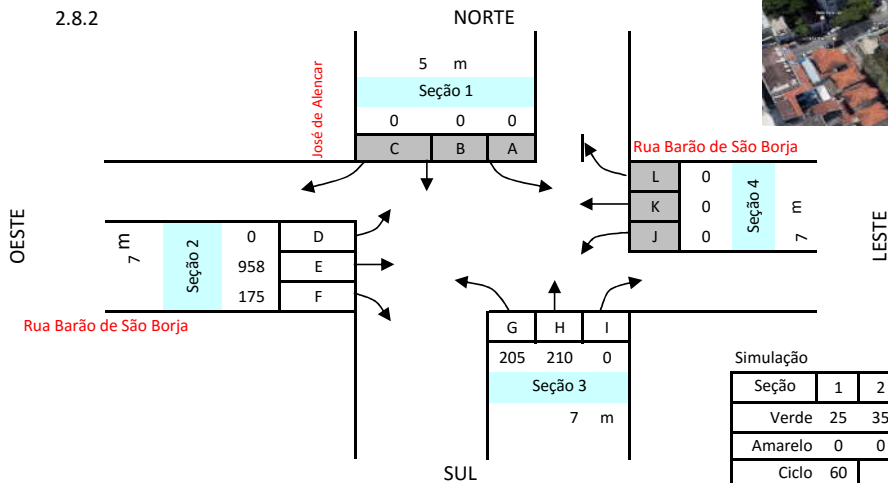 2.8.2
NORTE
José de Alencar
5 m
Seção 1
0 0 0
C B A
Rua Barão de São Borja
L 0
K 0
J 0
Seção 4
7 m
LESTE
OESTE
7 m
Seção 2
0 D
958 E
175 F
Rua Barão de São Borja
G H I
205 210 0
Seção 3
7 m
SUL
Simulação
Seção 1 2
Verde 25 35
Amarelo 0 0
Ciclo 60